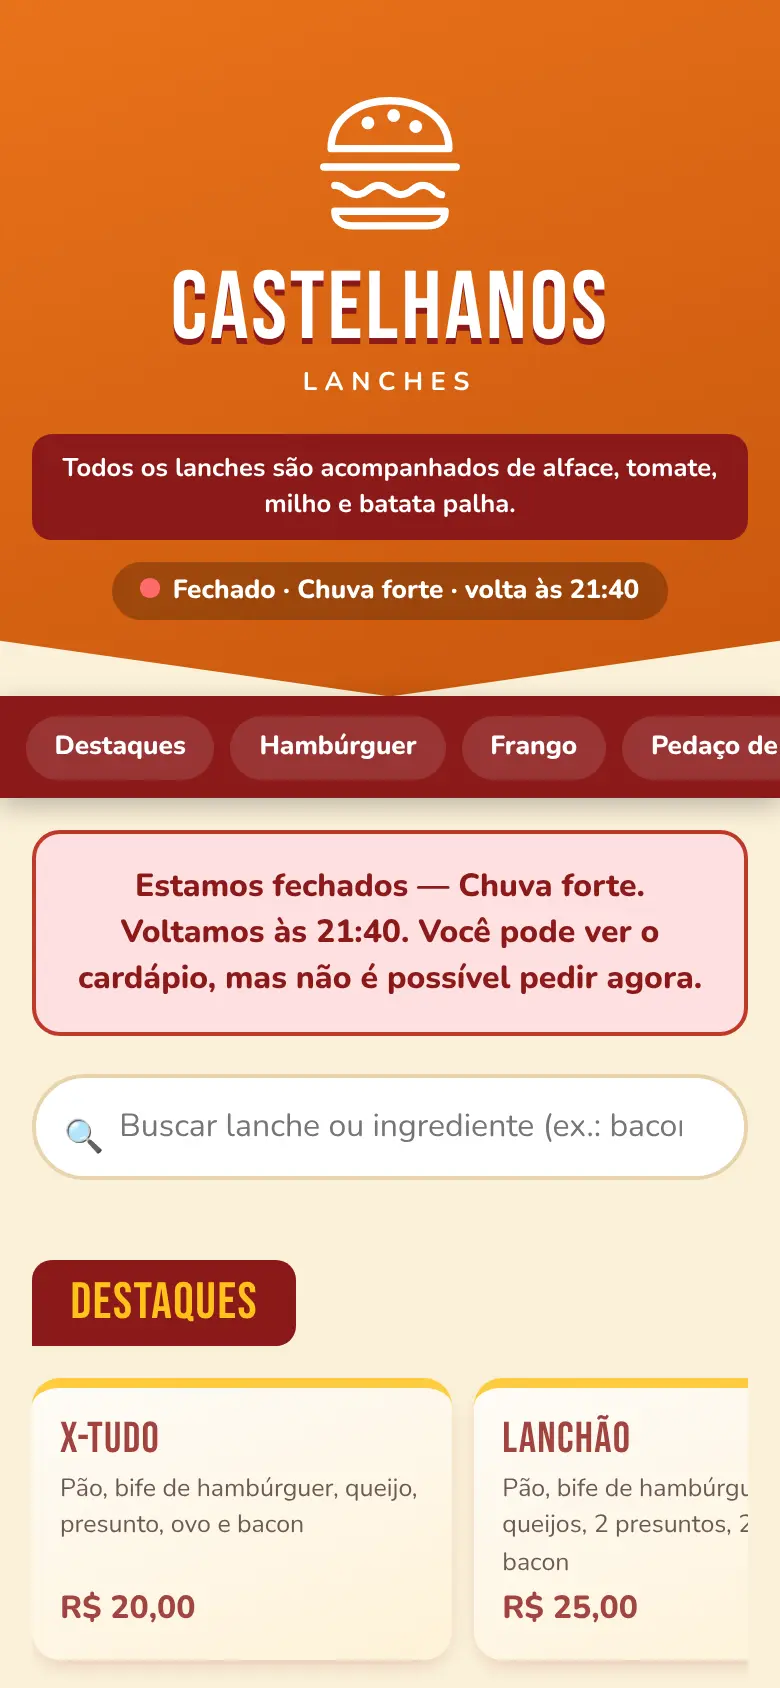 CASTELHANOS
LANCHES
Todos os lanches são acompanhados de alface, tomate,
milho e batata palha.
Fechado · Chuva forte · volta às 21:40
Destaques Hambúrguer Frango Pedaço de
Estamos fechados — Chuva forte.
Voltamos às 21:40. Você pode ver o
cardápio, mas não é possível pedir agora.
Buscar lanche ou ingrediente (ex.: bacon
DESTAQUES
X-TUDO
Pão, bife de hambúrguer, queijo,
presunto, ovo e bacon
R$ 20,00
LANCHÃO
Pão, bife de hambúrgu
queijos, 2 presuntos, 2
bacon
R$ 25,00